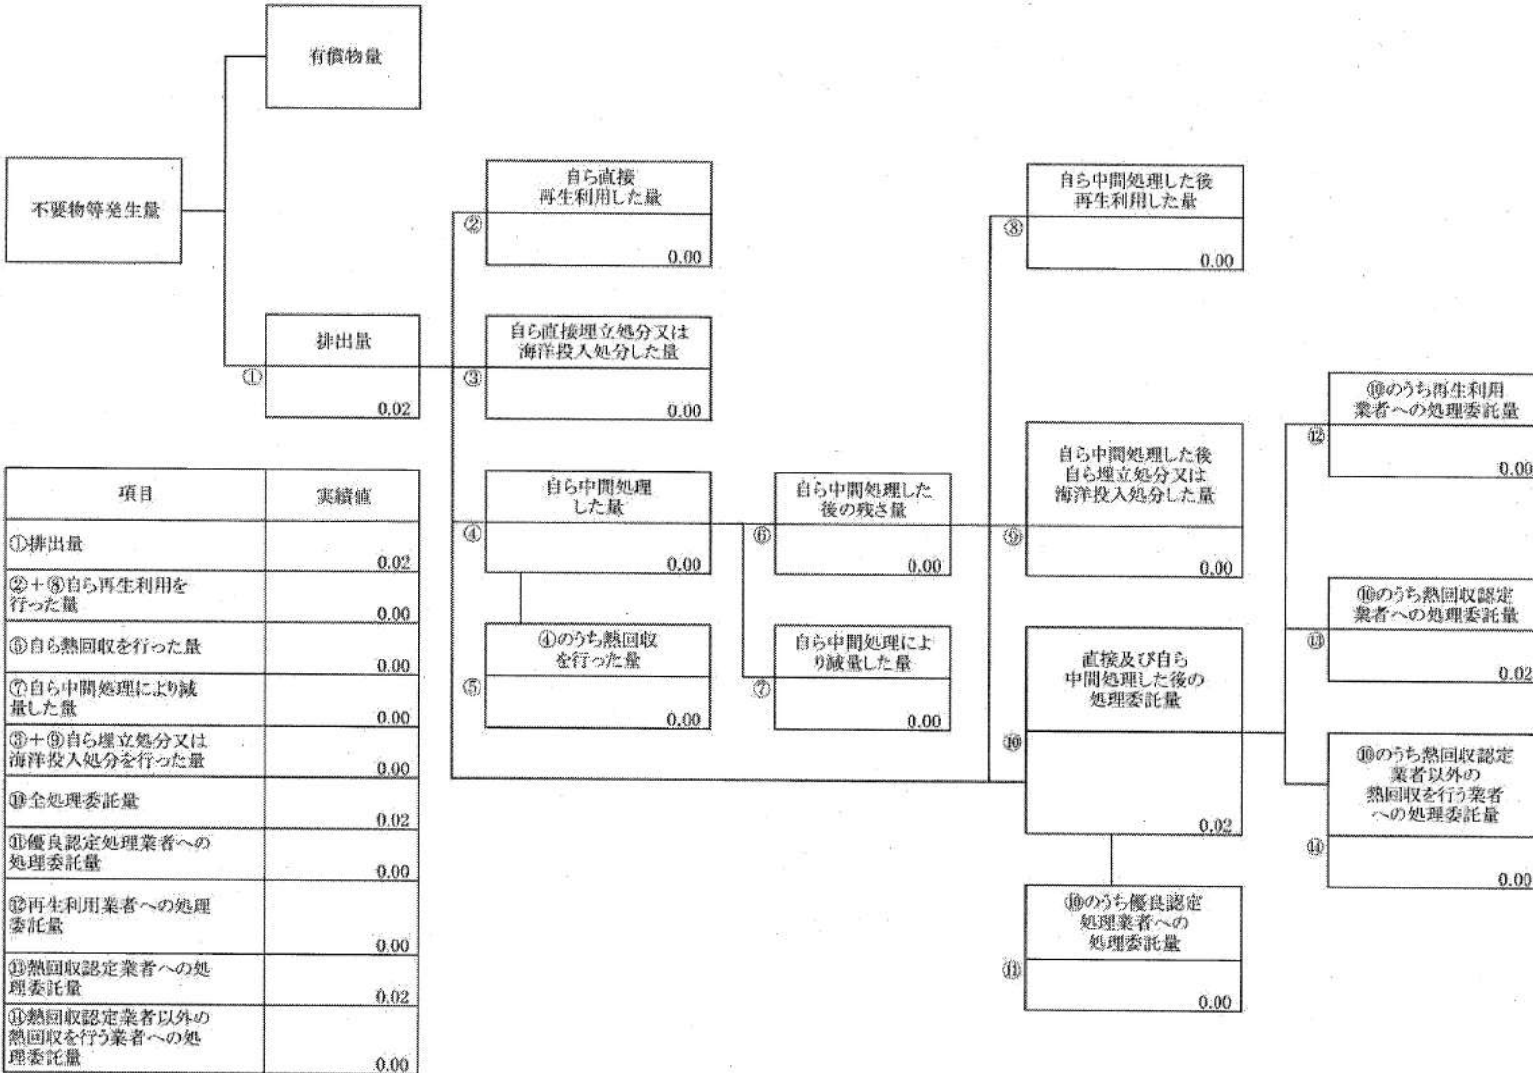 有償物量
不要物等発生量
自ら直接
再生利用した量
②
0.00
自ら中間処理した後
再生利用した量
⑧
0.00
排出量
①
0.02
自ら直接埋立処分又は
海洋投入処分した量
③
0.00
⑩のうち再生利用
業者への処理委託量
⑫
0.00
自ら中間処理
した量
④
0.00
自ら中間処理した
後の残さ量
⑥
0.00
自ら中間処理した後
自ら埋立処分又は
海洋投入処分した量
⑨
0.00
⑩のうち熱回収認定
業者への処理委託量
⑬
0.02
④のうち熱回収
を行った量
⑤
0.00
自ら中間処理によ
り減量した量
⑦
0.00
直接及び自ら
中間処理した後の
処理委託量
⑩
0.02
⑩のうち熱回収認定
業者以外の
熱回収を行う業者
への処理委託量
⑭
0.00
⑩のうち優良認定
処理業者への
処理委託量
⑪
0.00
項目 実績値
①排出量
0.02
②+⑧自ら再生利用を
行った量
0.00
⑤自ら熱回収を行った量
0.00
⑦自ら中間処理により減
量した量
0.00
③+⑨自ら埋立処分又は
海洋投入処分を行った量
0.00
⑩全処理委託量
0.02
⑪優良認定処理業者への
処理委託量
0.00
⑫再生利用業者への処理
委託量
0.00
⑬熱回収認定業者への処
理委託量
0.02
⑭熱回収認定業者以外の
熱回収を行う業者への処
理委託量
0.00